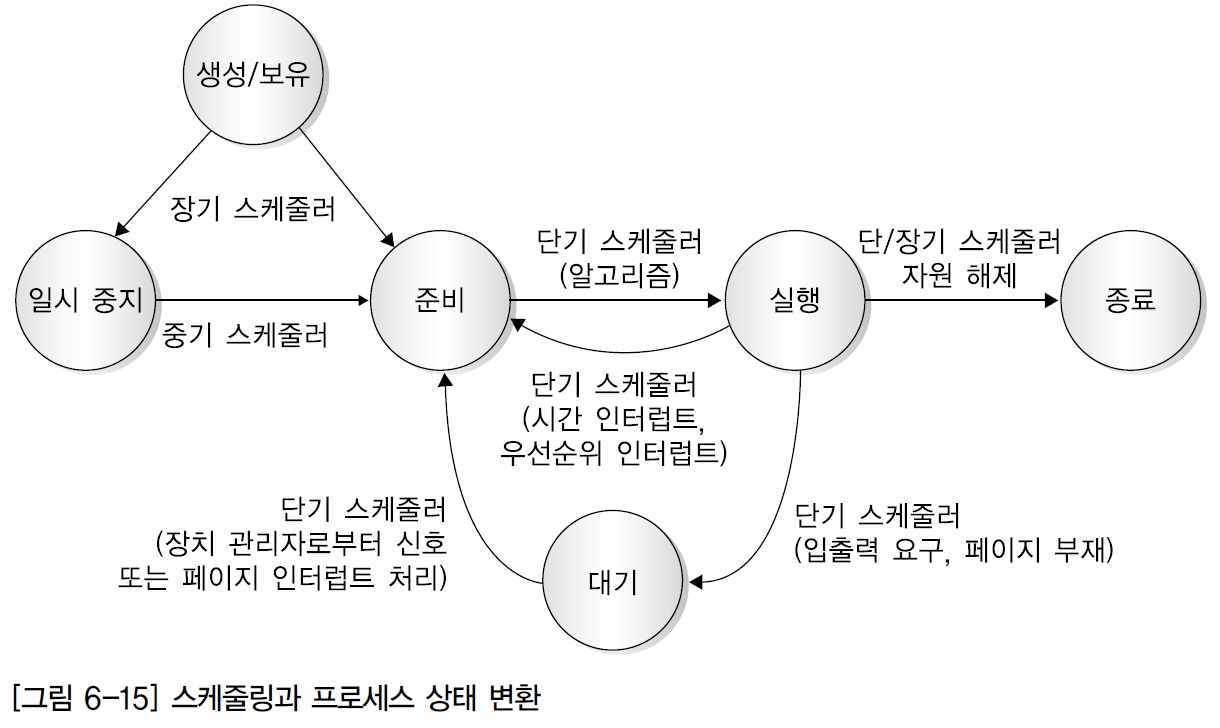 생성/보유
장기 스케줄러
일시 중지
중기 스케줄러
준비
단기 스케줄러
(알고리즘)
실행
단/장기 스케줄러
자원 해제
종료
단기 스케줄러
(시간 인터럽트,
우선순위 인터럽트)
단기 스케줄러
(장치 관리자로부터 신호
또는 페이지 인터럽트 처리)
대기
단기 스케줄러
(입출력 요구, 페이지 부재)
[그림 6-15] 스케줄링과 프로세스 상태 변환